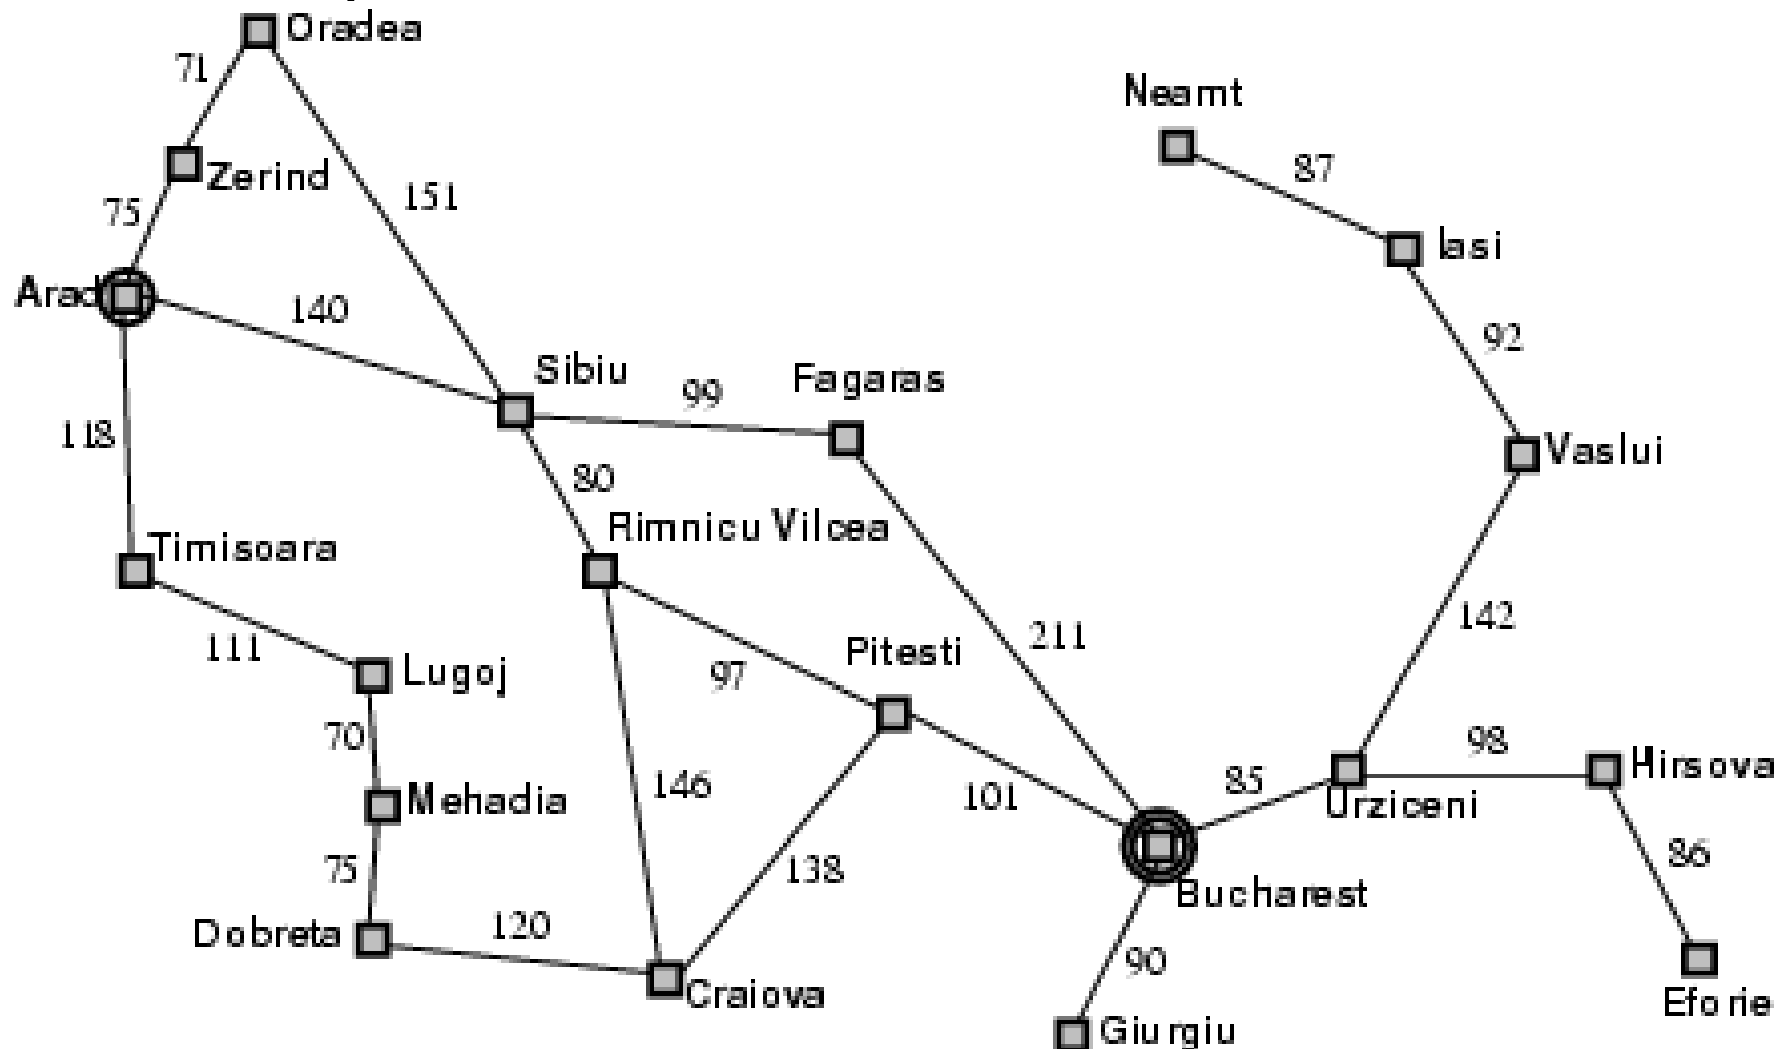 Oradea
71
Neamt
87
Zerind
151
75
Iasi
Arad
140
92
Sibiu
Fagaras
99
118
Vaslui
80
Rimnicu Vilcea
Timisoara
142
211
111
Pitesti
Lugoj
97
70
98
Hirsova
146
85
101
Mehadia
Urziceni
86
75
138
Bucharest
Dobreta
120
90
Craiova
Eforie
Giurgiu